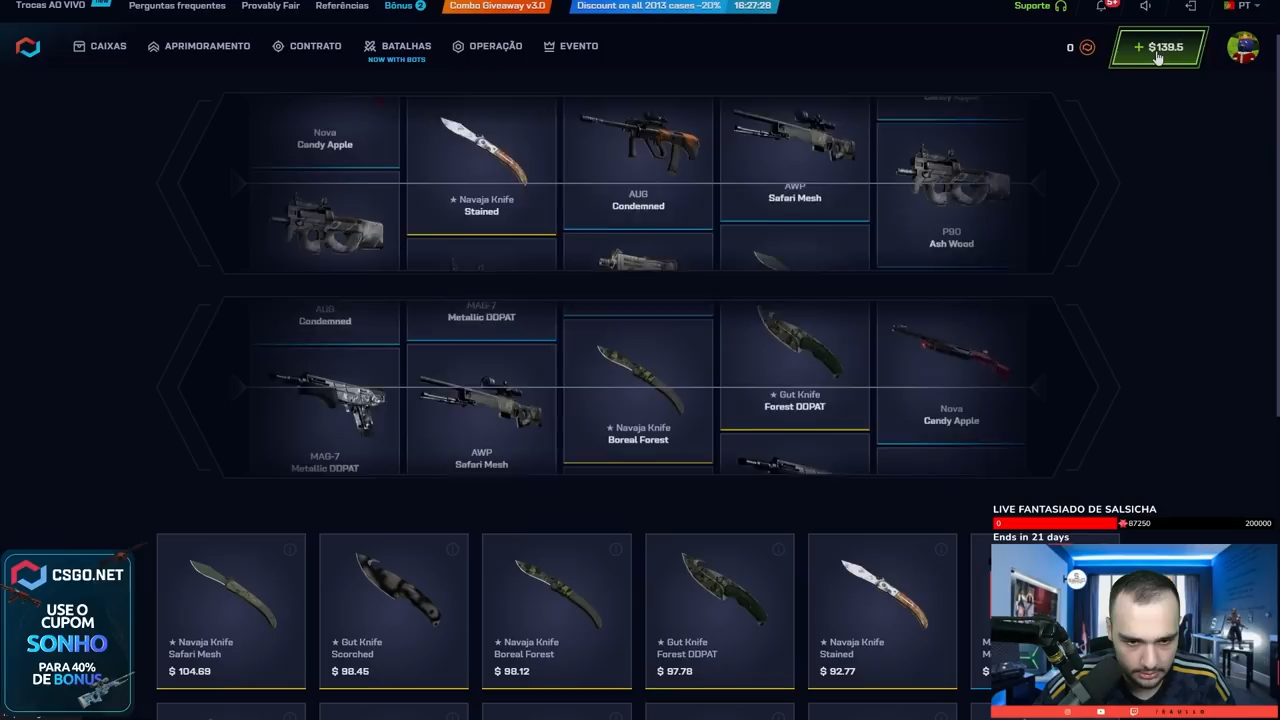 Trocas AO VIVO
Perguntas frequentes
Provably Fair
Referências
Bônus 2
Combo Giveaway v3.0
Discount on all 2013 cases -20%
16:27:28
Suporte
5+
PT
CAIXAS
APRIMORAMENTO
CONTRATO
BATALHAS
NOW WITH BOTS
OPERAÇÃO
EVENTO
0
+ $139.5
Nova
Candy Apple
★ Navaja Knife
Stained
AUG
Condemned
AWP
Safari Mesh
Candy Apple
P90
Ash Wood
AUG
Condemned
MAG-7
Metallic DDPAT
MAG-7
Metallic DDPAT
AWP
Safari Mesh
★ Navaja Knife
Boreal Forest
★ Gut Knife
Forest DDPAT
Nova
Candy Apple
★ Navaja Knife
Safari Mesh
$ 104.69
★ Gut Knife
Scorched
$ 98.45
★ Navaja Knife
Boreal Forest
$ 98.12
★ Gut Knife
Forest DDPAT
$ 97.78
★ Navaja Knife
Stained
$ 92.77
CSGO.NET
USE O
CUPOM
SONHO
PARA 40%
DE BONUS
LIVE FANTASIADO DE SALSICHA
0
87250
200000
Ends in 21 days